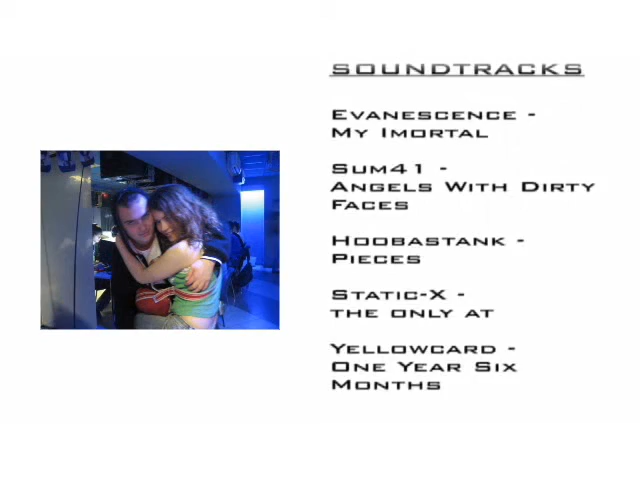 SOUNDTRACKS
EVANESCENCE -
MY IMORTAL
SUM41 -
ANGELS WITH DIRTY
FACES
HOOBASTANK -
PIECES
STATIC-X -
THE ONLY AT
YELLOWCARD -
ONE YEAR SIX
MONTHS